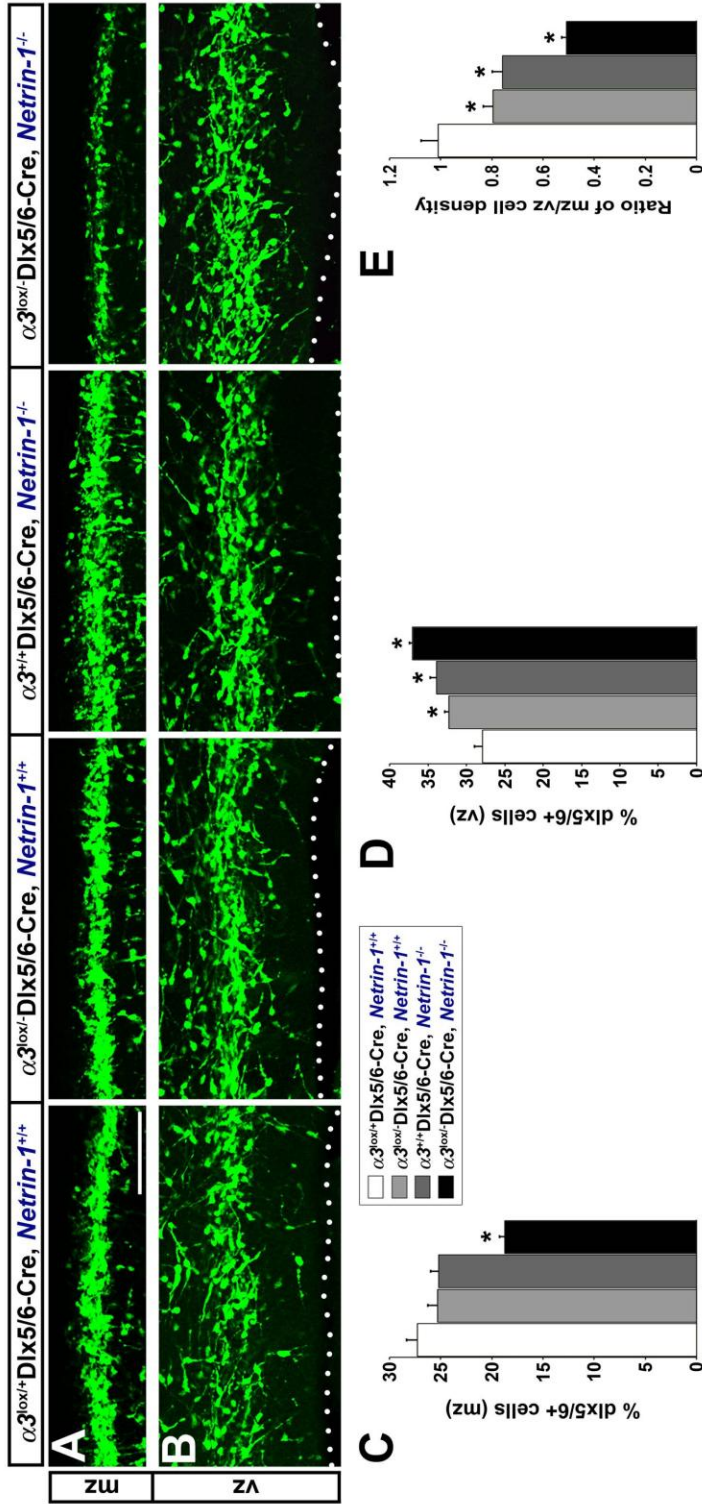 α3lox/+Dlx5/6-Cre, Netrin-1+/+
α3lox/-Dlx5/6-Cre, Netrin-1+/+
α3+/+Dlx5/6-Cre, Netrin-1-/-
α3lox/-Dlx5/6-Cre, Netrin-1-/-
mz
A
vz
B
C
% dlx5/6+ cells (mz)
30
25
20
15
10
5
0
*
α3lox/+Dlx5/6-Cre, Netrin-1+/+
α3lox/-Dlx5/6-Cre, Netrin-1+/+
α3+/+Dlx5/6-Cre, Netrin-1-/-
α3lox/-Dlx5/6-Cre, Netrin-1-/-
D
% dlx5/6+ cells (vz)
40
35
30
25
20
15
10
5
0
*
*
*
E
Ratio of mz/vz cell density
1.2
1
0.8
0.6
0.4
0.2
0
*
*
*